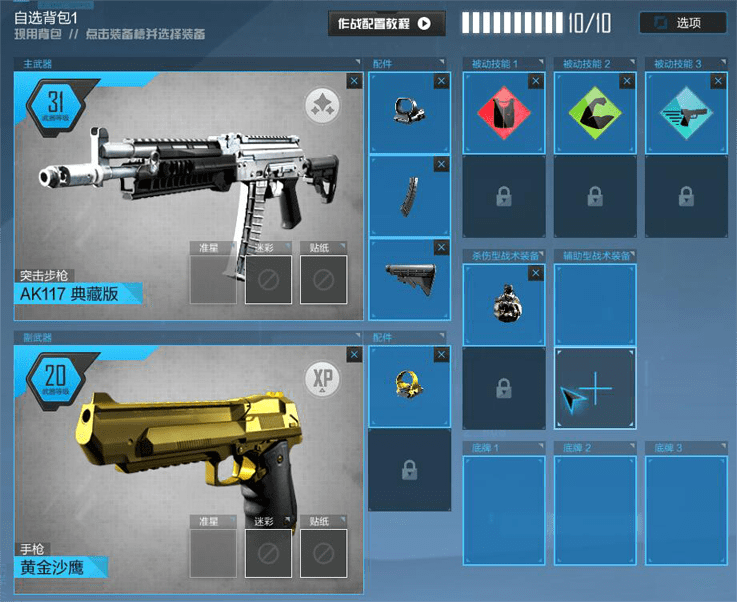 自选背包1
现用背包 // 点击装备槽并选择装备
作战配置教程
10/10
选项
主武器
配件
被动技能 1
被动技能 2
被动技能 3
31
武器等级
准星
迷彩
贴纸
突击步枪
AK117 典藏版
杀伤型战术装备
辅助型战术装备
副武器
配件
20
武器等级
XP
准星
迷彩
贴纸
手枪
黄金沙鹰
底牌 1
底牌 2
底牌 3